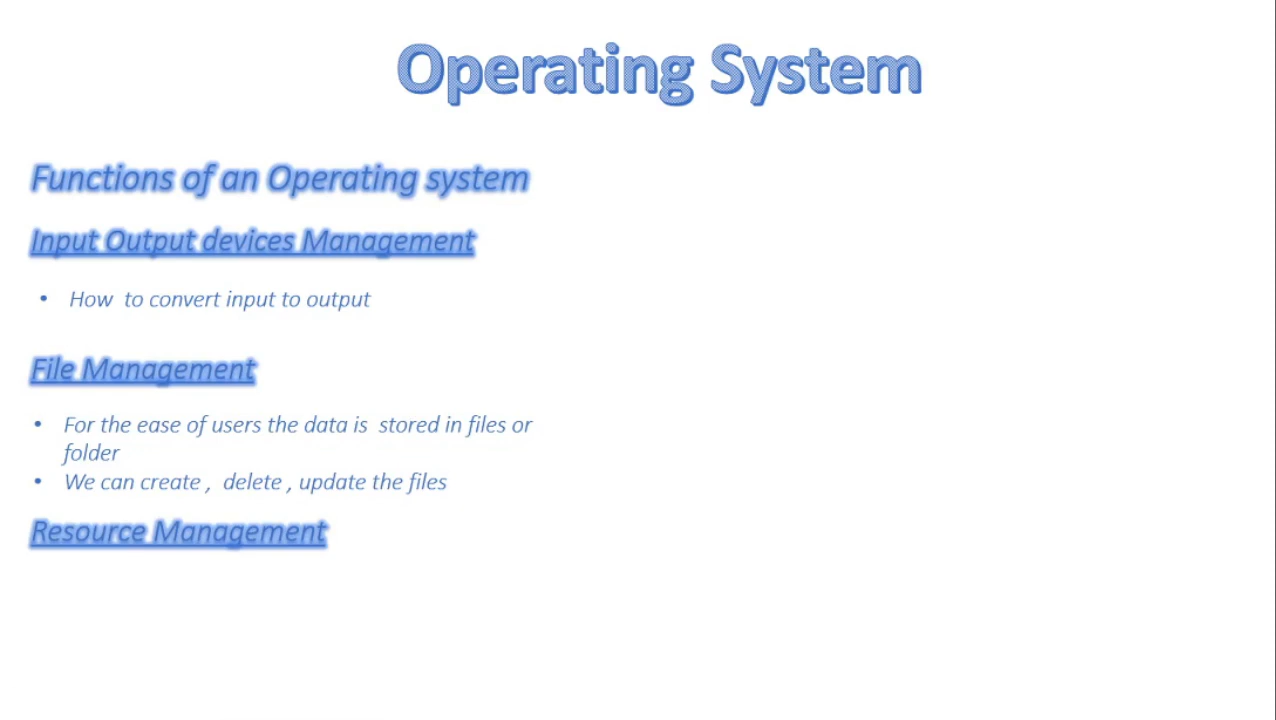 Operating System
Functions of an Operating system
Input Output devices Management
• How to convert input to output
File Management
• For the ease of users the data is stored in files or
folder
• We can create , delete , update the files
Resource Management